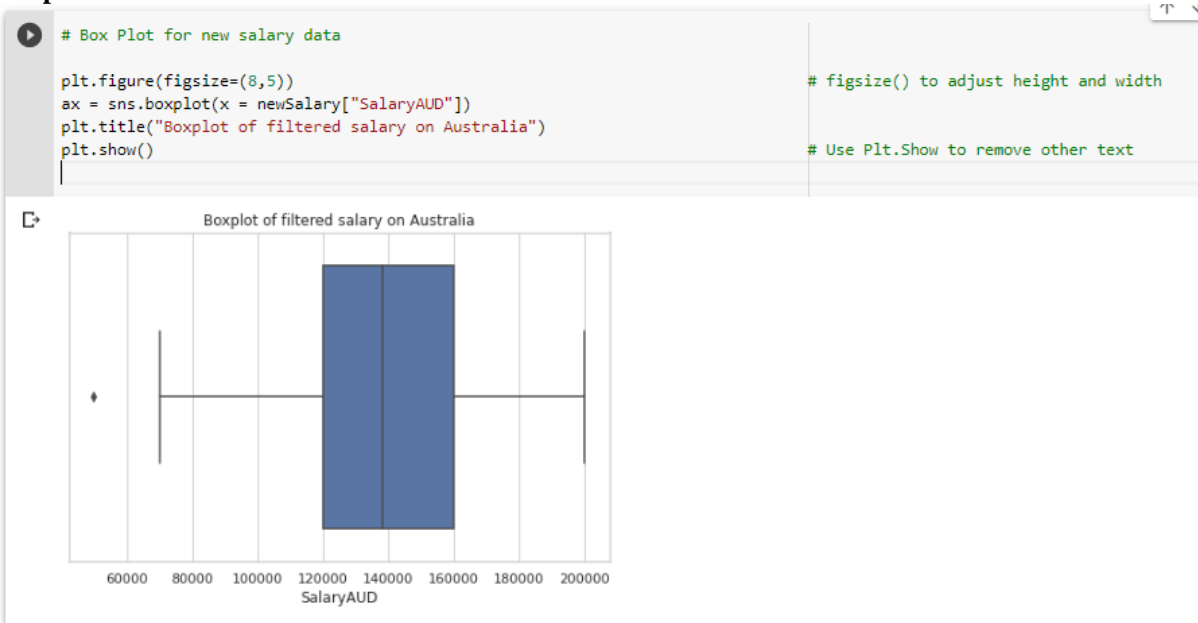 # Box Plot for new salary data
plt.figure(figsize=(8,5)) # figsize() to adjust height and width
ax = sns.boxplot(x = newSalary["SalaryAUD"])
plt.title("Boxplot of filtered salary on Australia")
plt.show() # Use Plt.Show to remove other text
Boxplot of filtered salary on Australia
60000 80000 100000 120000 140000 160000 180000 200000
SalaryAUD